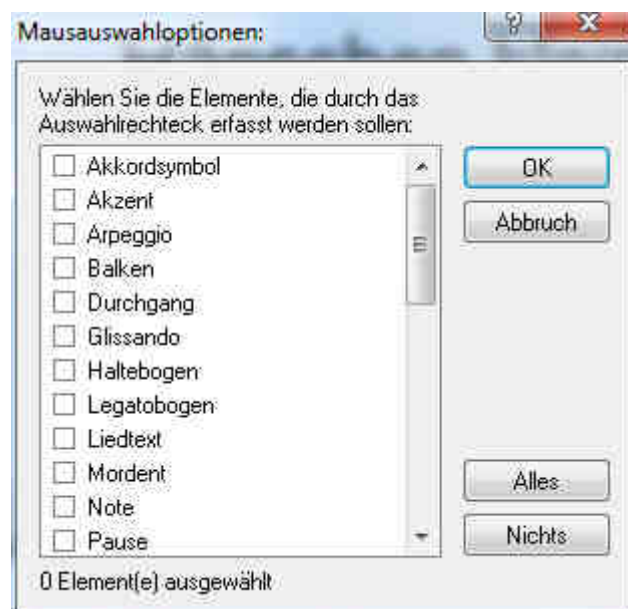 Mausauswahloptionen:
Wählen Sie die Elemente, die durch das
Auswahlrechteck erfasst werden sollen:
Akkordsymbol
Akzent
Arpeggio
Balken
Durchgang
Glissando
Haltebogen
Legatobogen
Liedtext
Mordent
Note
Pause
OK
Abbruch
Alles
Nichts
0 Element(e) ausgewählt